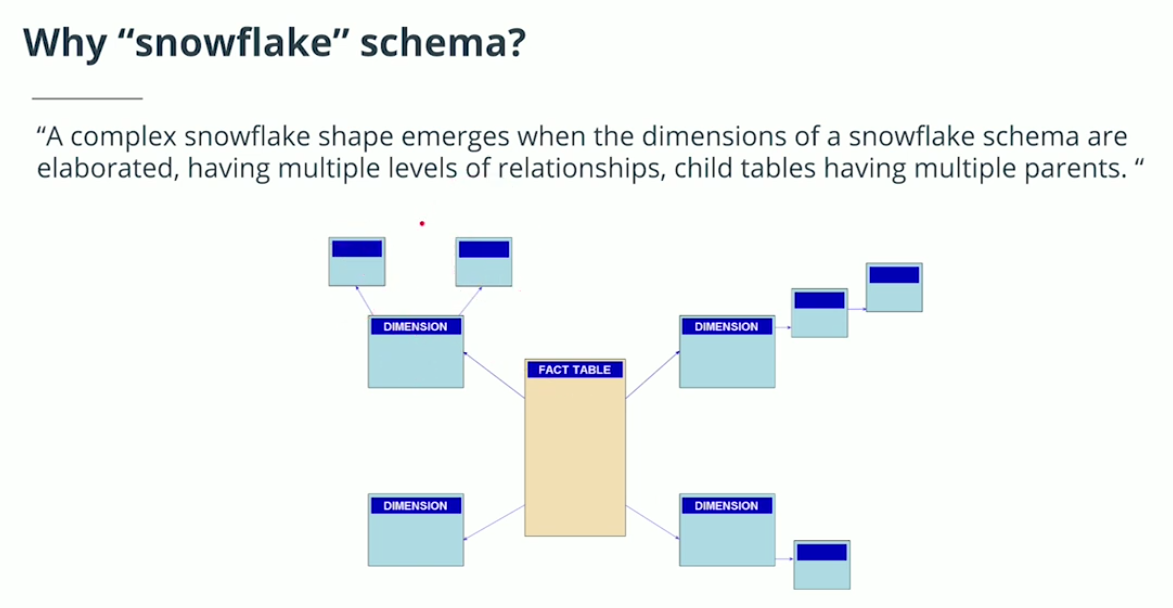 Why “snowflake” schema?
“A complex snowflake shape emerges when the dimensions of a snowflake schema are
elaborated, having multiple levels of relationships, child tables having multiple parents. “
DIMENSION
DIMENSION
FACT TABLE
DIMENSION
DIMENSION